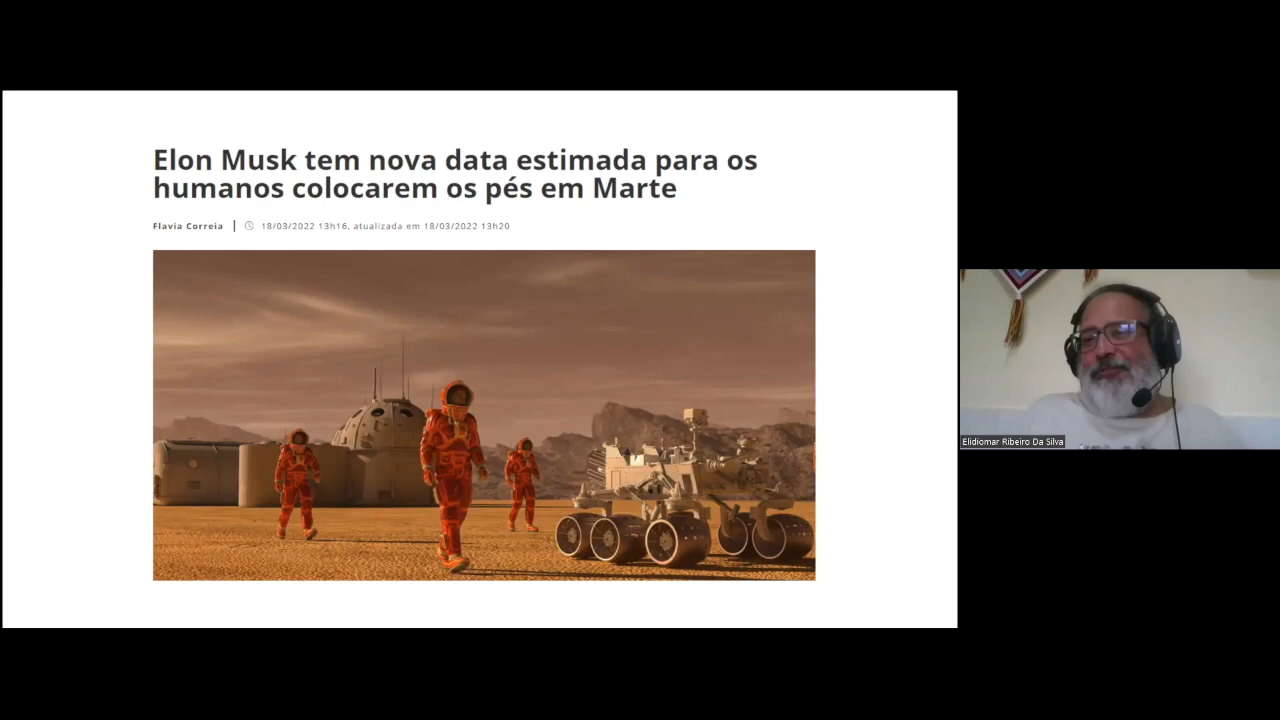 Elon Musk tem nova data estimada para os
humanos colocarem os pés em Marte
Flavia Correia | 18/03/2022 13h16, atualizada em 18/03/2022 13h20
Elidiomar Ribeiro Da Silva